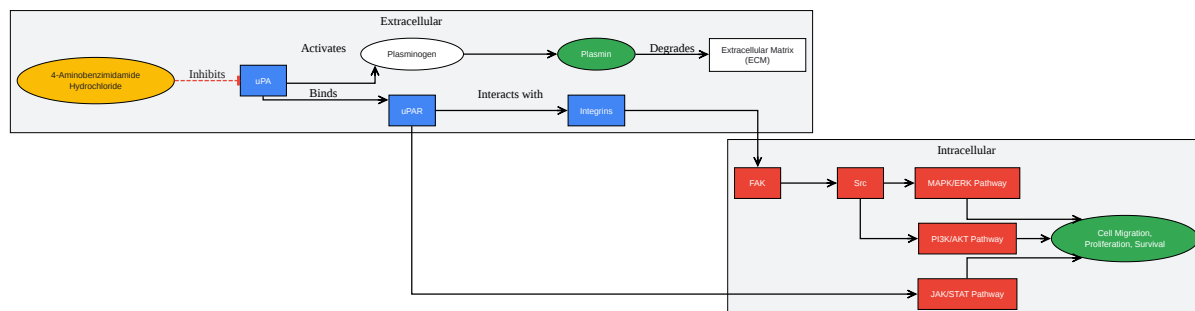 Extracellular
Activates
Plasminogen
Plasmin
Degrades
Extracellular Matrix
(ECM)
4-Aminobenzimidamide
Hydrochloride
Inhibits
uPA
Binds
uPAR
Interacts with
Integrins
Intracellular
FAK
Src
MAPK/ERK Pathway
PI3K/AKT Pathway
Cell Migration,
Proliferation, Survival
JAK/STAT Pathway